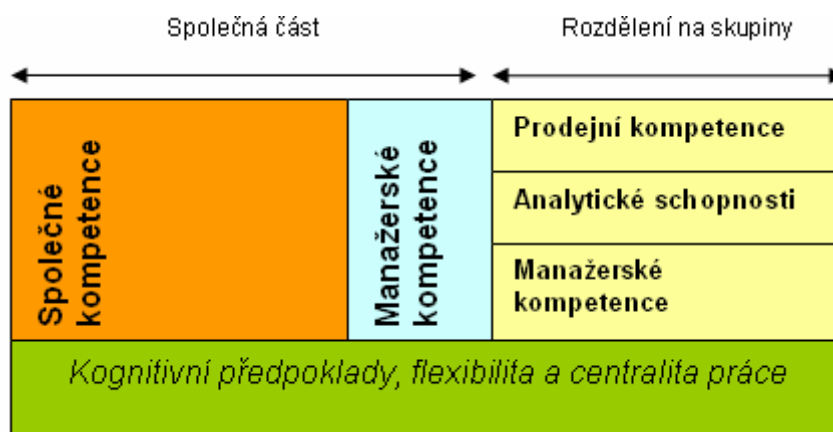 Společná část
Rozdělení na skupiny
Společné
kompetence
Manažerské
kompetence
Prodejní kompetence
Analytické schopnosti
Manažerské
kompetence
Kognitivní předpoklady, flexibilita a centralita práce